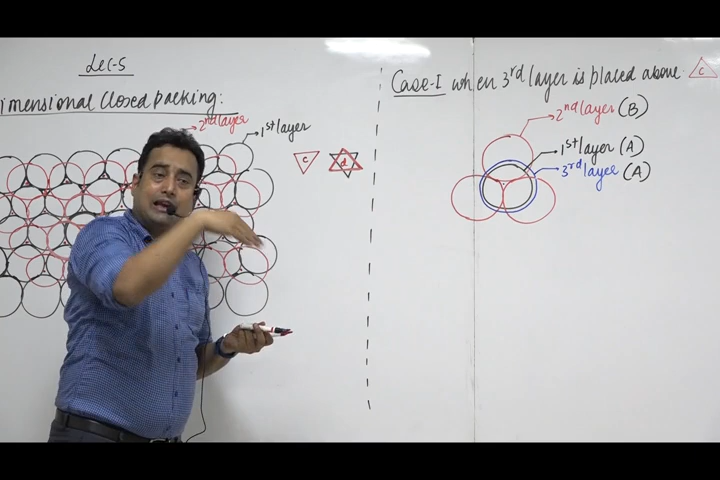 Lec-5
imensional Closed packing:
2nd layer
1st layer
c
d
Case-I when 3rd layer is placed above c
2nd layer (B)
1st layer (A)
3rd layer (A)